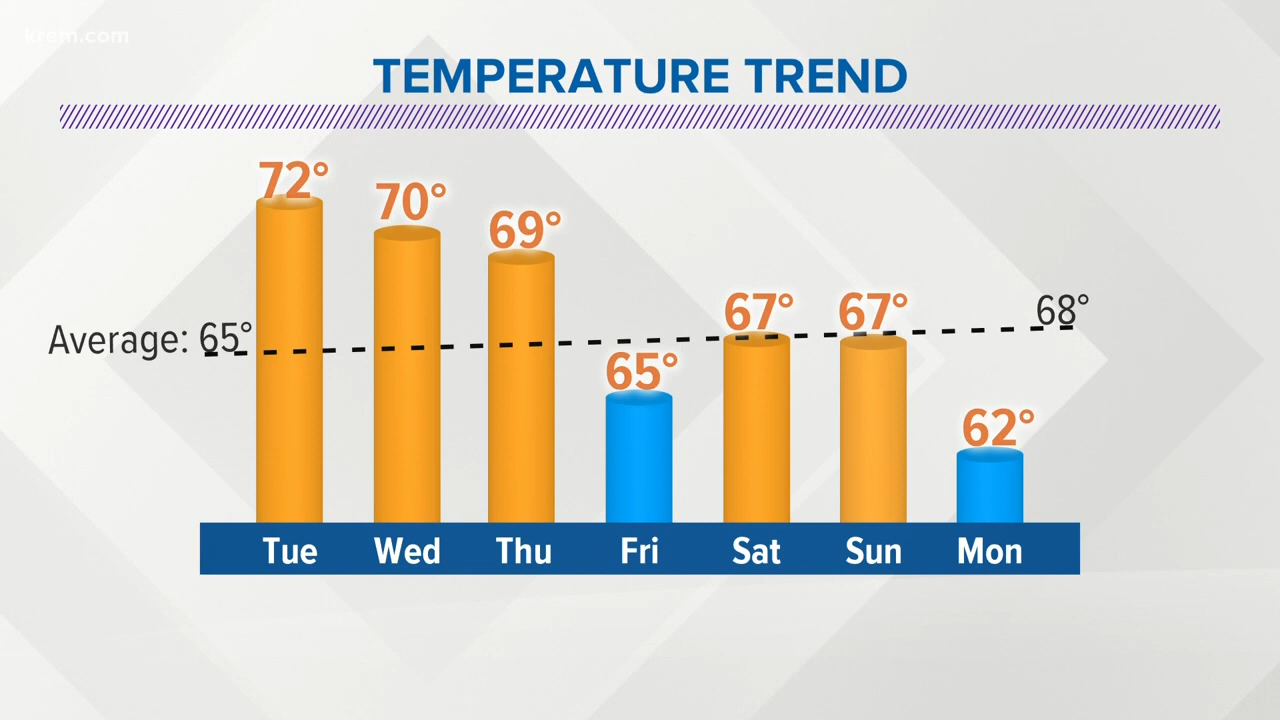 krem.com
TEMPERATURE TREND
72°
70°
69°
65°
67°
67°
62°
Average: 65°
68°
Tue Wed Thu Fri Sat Sun Mon